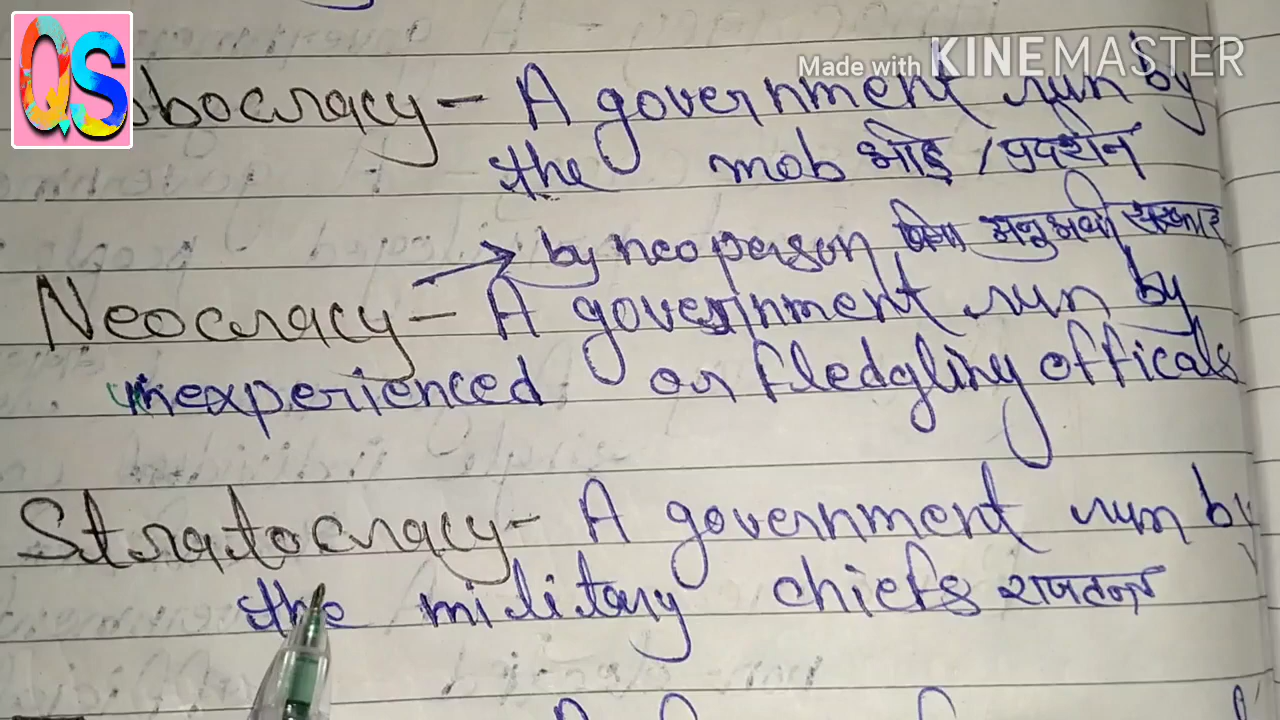 QS
Made with KINEMASTER
obocracy - A government run by
the mob भीड़ / प्रदर्शन
→ by neo person बिना अनुभवी सरकार
Neocracy - A government run by
inexperienced or fledgling officals
Stratocracy - A government run by
the military chiefs राजतन्त्र